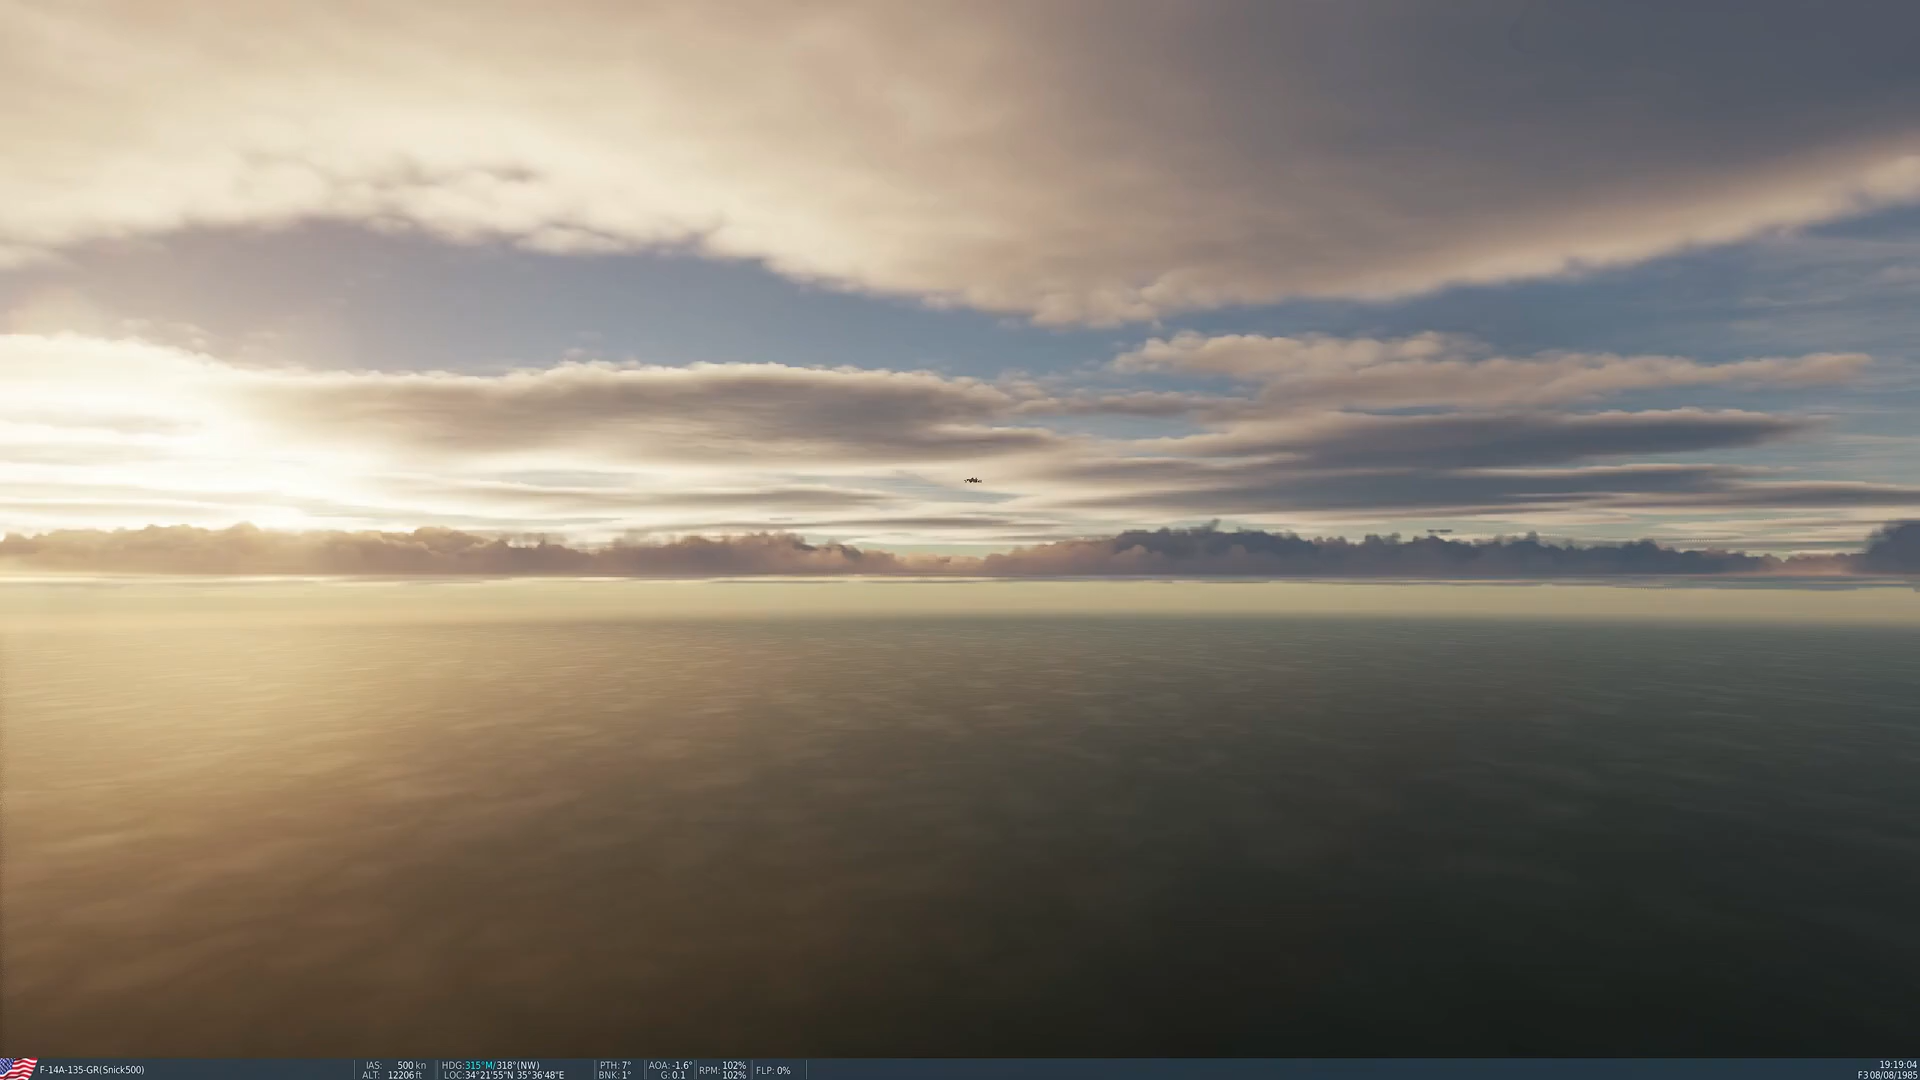 F-14A-135-GR(Snick500)
IAS: 500 kn
ALT: 12206 ft
HDG:315°M/318°(NW)
LOC:34°21'55"N 35°36'48"E
PTH: 7°
BNK: 1°
AOA: -1.6°
G: 0.1
RPM: 102%
102%
FLP: 0%
19:19:04
F3 08/08/1985